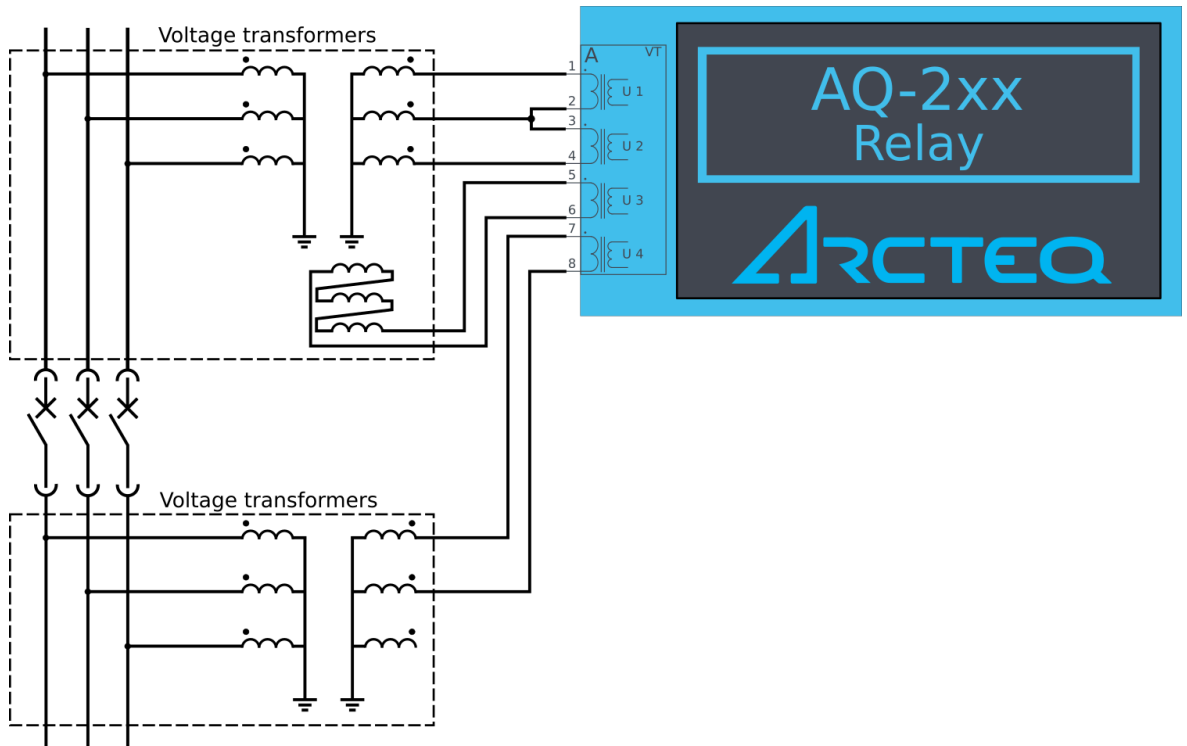 Voltage transformers
A VT
1
U 1
2
3
U 2
4
5
U 3
6
7
U 4
8
AQ-2xx
Relay
ARCTEQ
Voltage transformers